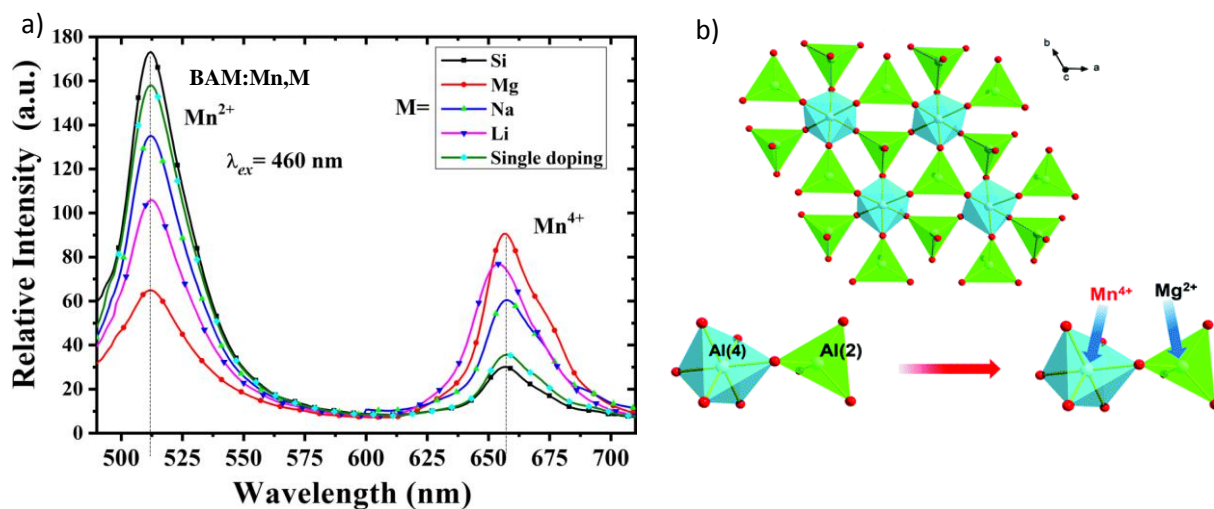 a)
180
160
140
120
100
80
60
40
20
0
Relative Intensity (a.u.)
500 525 550 575 600 625 650 675 700
Wavelength (nm)
BAM:Mn,M
Mn2+
λex= 460 nm
M=
Si
Mg
Na
Li
Single doping
Mn4+
b)
b
a
c
Al(4)
Al(2)
Mn4+
Mg2+